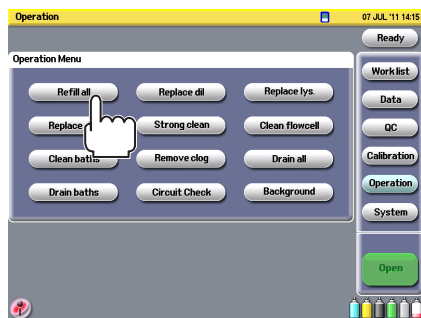 Operation
07 JUL '11 14:15
Ready
Operation Menu
Refill all
Replace dil
Replace lys.
Replace
Strong clean
Clean flowcell
Clean baths
Remove clog
Drain all
Drain baths
Circuit Check
Background
Work list
Data
QC
Calibration
Operation
System
Open